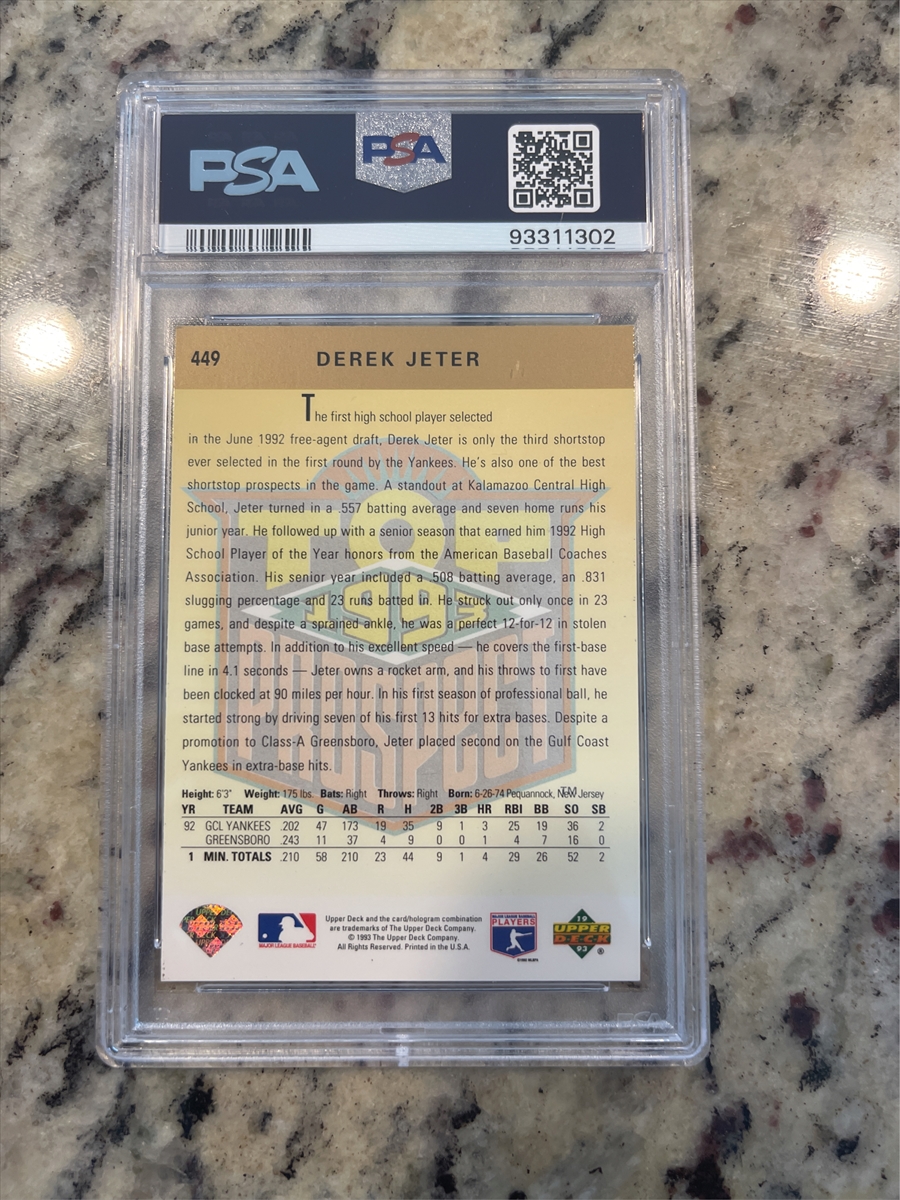 PSA
PSA
93311302
449 DEREK JETER
The first high school player selected
in the June 1992 free-agent draft, Derek Jeter is only the third shortstop
ever selected in the first round by the Yankees. He's also one of the best
shortstop prospects in the game. A standout at Kalamazoo Central High
School, Jeter turned in a .557 batting average and seven home runs his
junior year. He followed up with a senior season that earned him 1992 High
School Player of the Year honors from the American Baseball Coaches
Association. His senior year included a .508 batting average, an .831
slugging percentage and 23 runs batted in. He struck out only once in 23
games, and despite a sprained ankle, he was a perfect 12-for-12 in stolen
base attempts. In addition to his excellent speed — he covers the first-base
line in 4.1 seconds — Jeter owns a rocket arm, and his throws to first have
been clocked at 90 miles per hour. In his first season of professional ball, he
started strong by driving seven of his first 13 hits for extra bases. Despite a
promotion to Class-A Greensboro, Jeter placed second on the Gulf Coast
Yankees in extra-base hits.
TOP
1993
PROSPECT
TM
Height: 6'3" Weight: 175 lbs. Bats: Right Throws: Right Born: 6-26-74 Pequannock, New Jersey
YR TEAM AVG G AB R H 2B 3B HR RBI BB SO SB
92 GCL YANKEES .202 47 173 19 35 9 1 3 25 19 36 2
GREENSBORO .243 11 37 4 9 0 0 1 4 7 16 0
1 MIN. TOTALS .210 58 210 23 44 9 1 4 29 26 52 2
MAJOR LEAGUE BASEBALL
Upper Deck and the card/hologram combination
are trademarks of The Upper Deck Company.
© 1993 The Upper Deck Company.
All Rights Reserved. Printed in the U.S.A.
MAJOR LEAGUE BASEBALL
PLAYERS
19
UPPER
DECK
93 ®
PSA